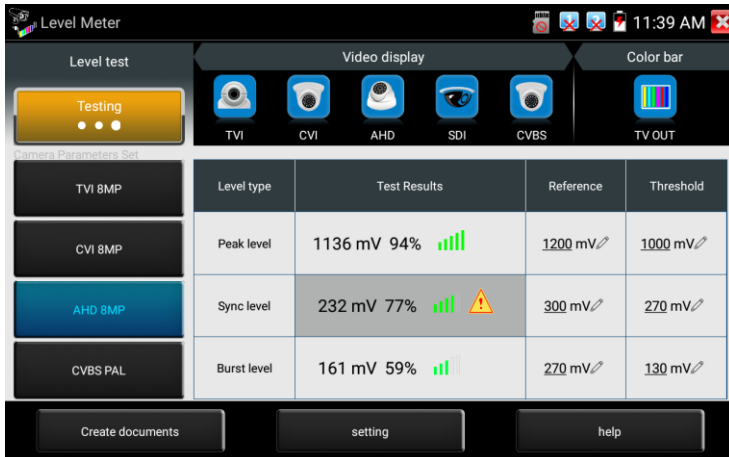 Level Meter 11:39 AM
Level test Video display Color bar
Testing
TVI CVI AHD SDI CVBS TV OUT
Camera Parameters Set
TVI 8MP
CVI 8MP
AHD 8MP
CVBS PAL
Level type Test Results Reference Threshold
Peak level 1136 mV 94% 1200 mV 1000 mV
Sync level 232 mV 77% 300 mV 270 mV
Burst level 161 mV 59% 270 mV 130 mV
Create documents setting help